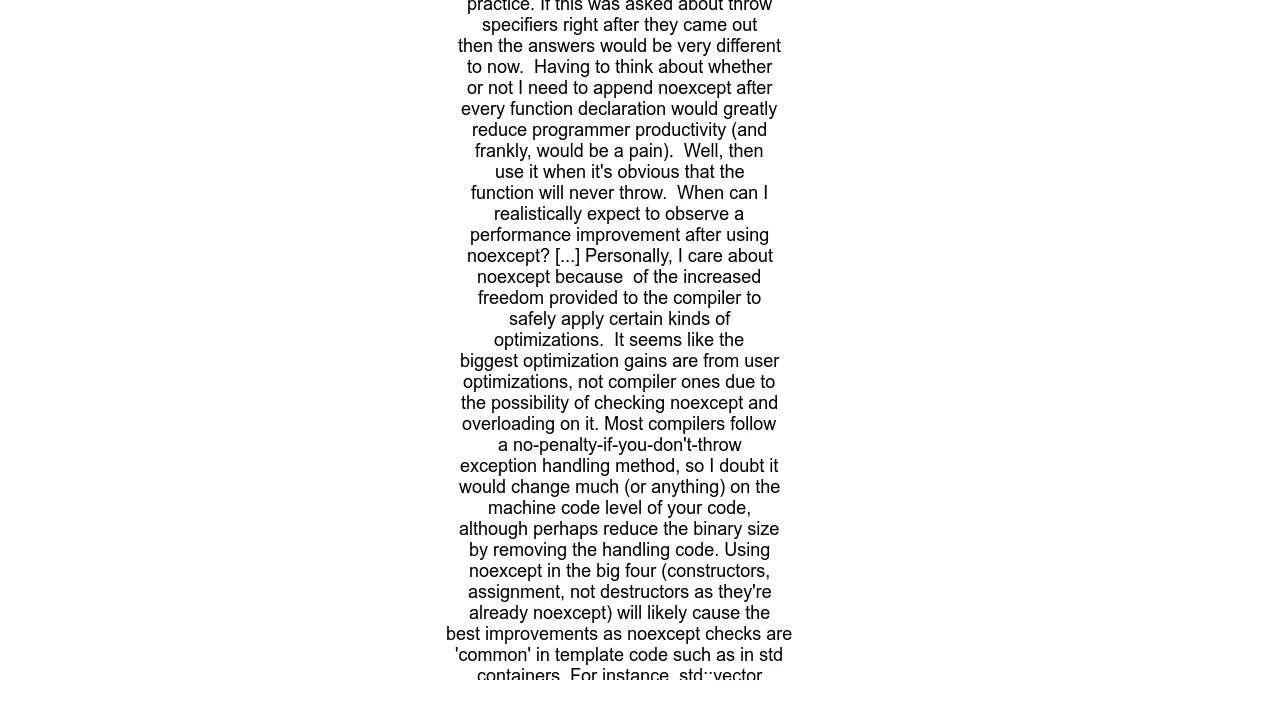 practice. If this was asked about throw
specifiers right after they came out
then the answers would be very different
to now.  Having to think about whether
or not I need to append noexcept after
every function declaration would greatly
reduce programmer productivity (and
frankly, would be a pain).  Well, then
use it when it's obvious that the
function will never throw.  When can I
realistically expect to observe a
performance improvement after using
noexcept? [...] Personally, I care about
noexcept because  of the increased
freedom provided to the compiler to
safely apply certain kinds of
optimizations.  It seems like the
biggest optimization gains are from user
optimizations, not compiler ones due to
the possibility of checking noexcept and
overloading on it. Most compilers follow
a no-penalty-if-you-don't-throw
exception handling method, so I doubt it
would change much (or anything) on the
machine code level of your code,
although perhaps reduce the binary size
by removing the handling code. Using
noexcept in the big four (constructors,
assignment, not destructors as they're
already noexcept) will likely cause the
best improvements as noexcept checks are
'common' in template code such as in std
containers. For instance, std::vector